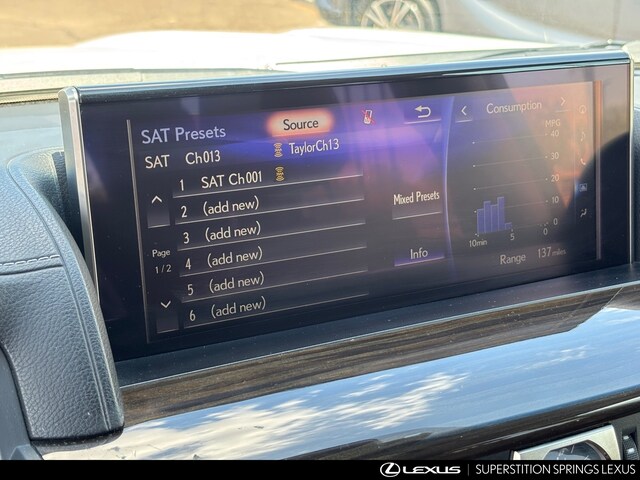 SAT Presets
Source
SAT Ch013
TaylorCh13
1 SAT Ch001
2 (add new)
3 (add new)
4 (add new)
5 (add new)
6 (add new)
Page
1/2
Mixed Presets
Info
< Consumption >
MPG
40
30
20
10
0
10min 5 0
Range 137 miles
LEXUS | SUPERSTITION SPRINGS LEXUS